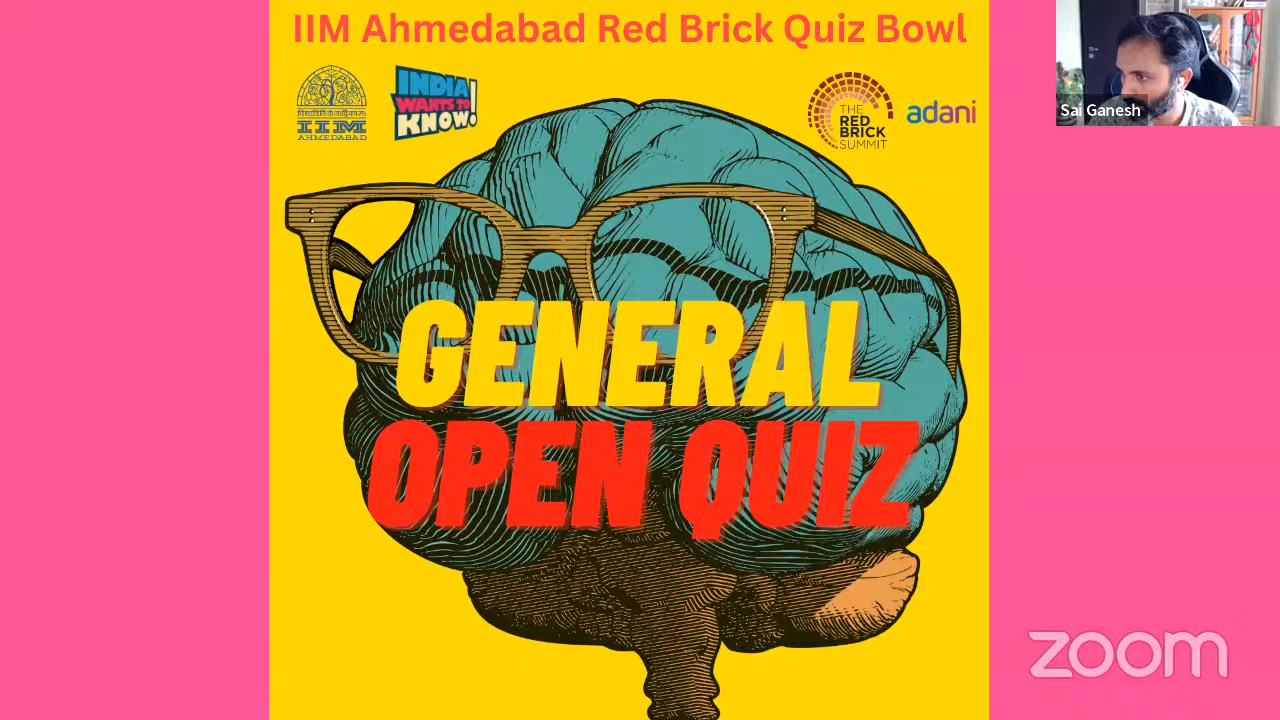 IIM Ahmedabad Red Brick Quiz Bowl
IIM
AHMEDABAD
INDIA
WANTS TO
KNOW!
THE
RED
BRICK
SUMMIT
adani
Sai Ganesh
GENERAL
OPEN QUIZ
zoom